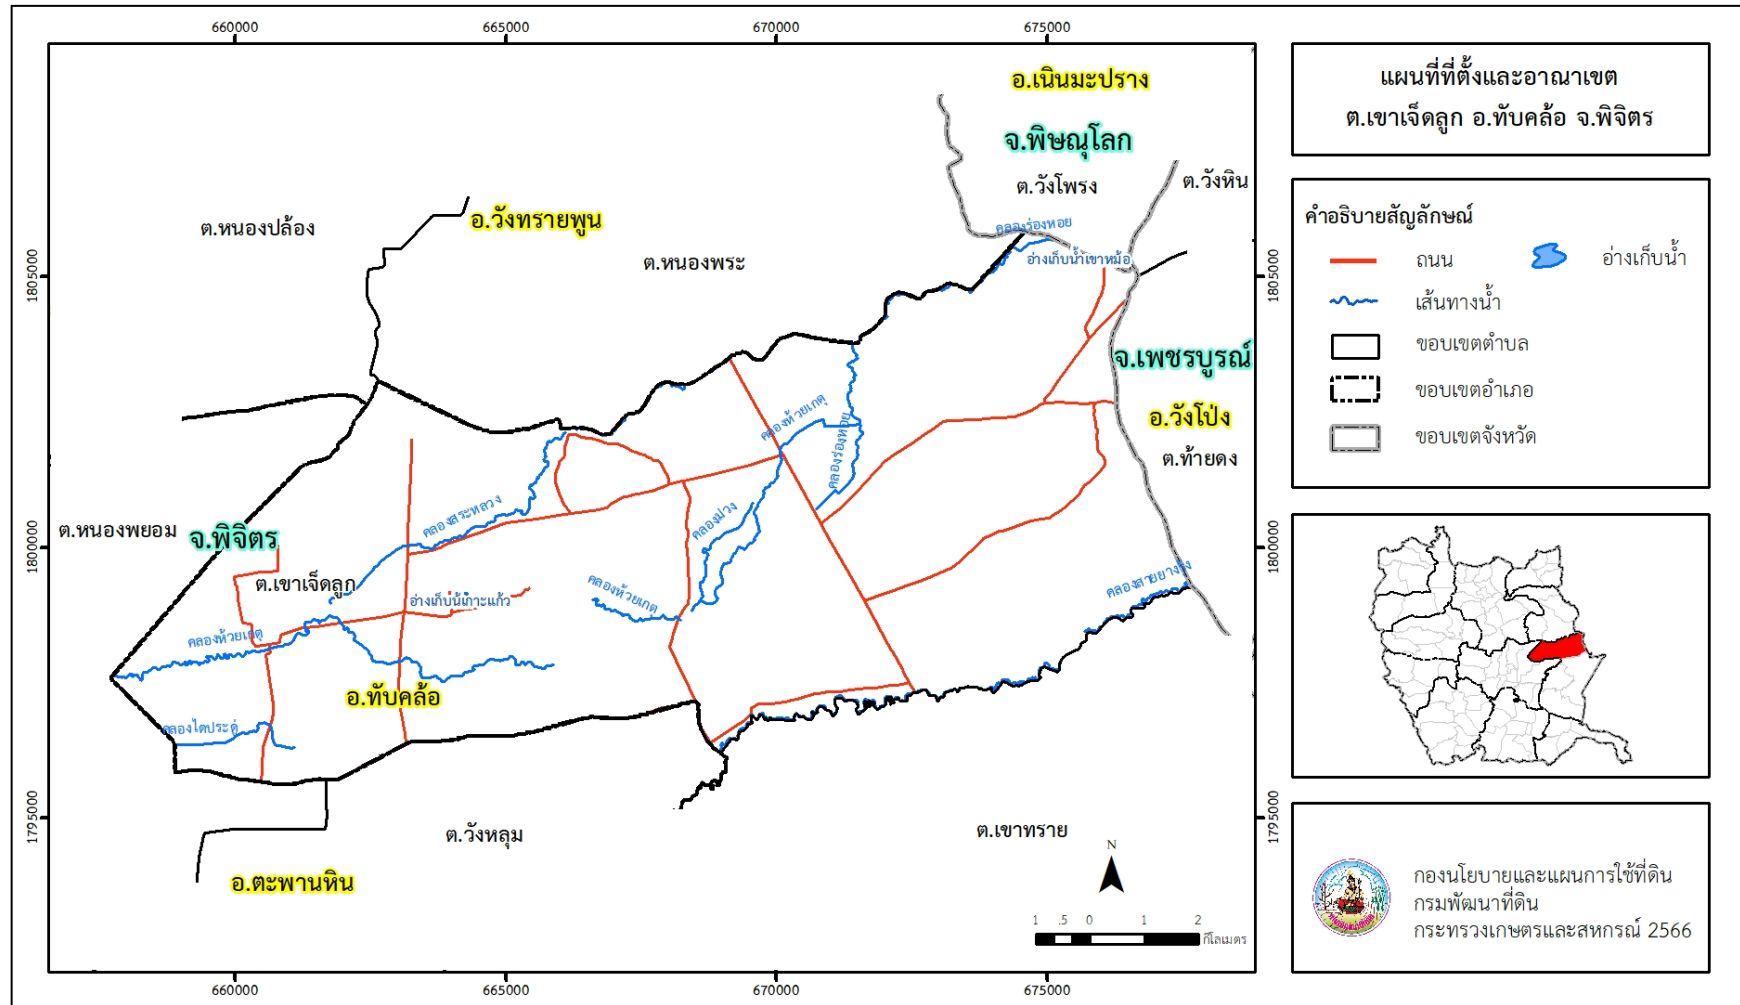 660000
665000
670000
675000
แผนที่ที่ตั้งและอาณาเขต
ต.เขาเจ็ดลูก อ.ทับคล้อ จ.พิจิตร
คำอธิบายสัญลักษณ์
ถนน
อ่างเก็บน้ำ
เส้นทางน้ำ
ขอบเขตตำบล
ขอบเขตอำเภอ
ขอบเขตจังหวัด
กองนโยบายและแผนการใช้ที่ดิน
กรมพัฒนาที่ดิน
กระทรวงเกษตรและสหกรณ์ 2566
อ.เนินมะปราง
จ.พิษณุโลก
ต.วังโพรง
ต.วังหิน
อ.วังทรายพูน
ต.หนองปล้อง
คลองร่องหอย
ต.หนองพระ
อ่างเก็บน้ำเขาหม้อ
1805000
1805000
จ.เพชรบูรณ์
อ.วังโป่ง
คลองห้วยเกตุ
คลองร่องหอย
ต.ท้ายดง
คลองสระหลวง
คลองม่วง
ต.หนองพยอม
จ.พิจิตร
1800000
1800000
ต.เขาเจ็ดลูก
อ่างเก็บน้เกาะแก้ว
คลองห้วยเกตุ
คลองสายยางรัง
คลองห้วยเกตุ
อ.ทับคล้อ
คลองไดประดู่
1795000
1795000
ต.วังหลุม
ต.เขาทราย
อ.ตะพานหิน
N
1 .5 0 1 2
กิโลเมตร
660000
665000
670000
675000